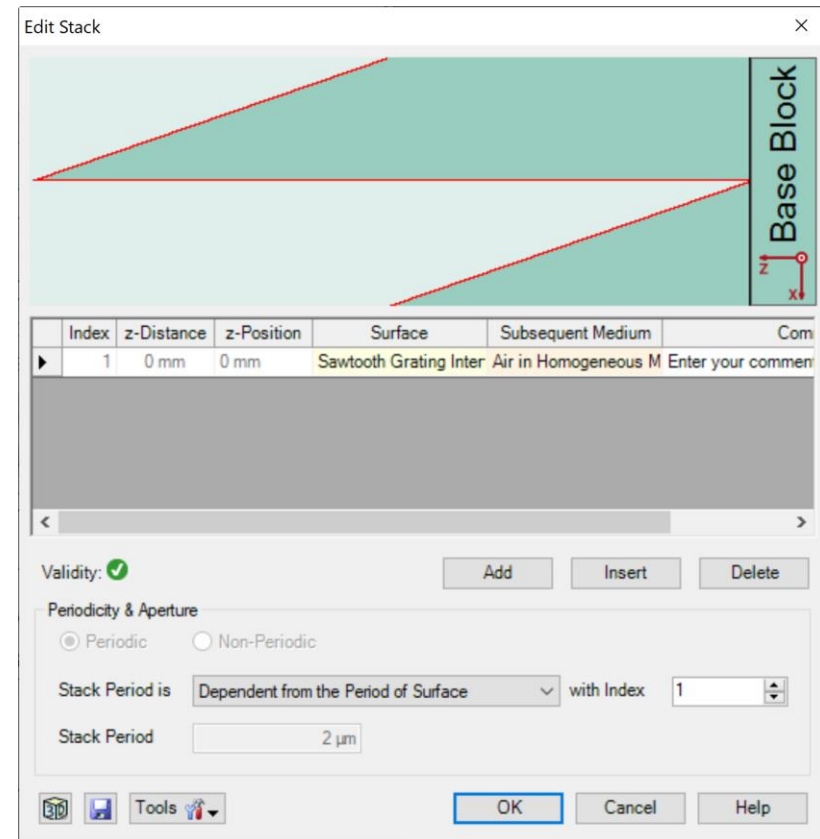 Edit Stack
Base Block
z
x
Index z-Distance z-Position Surface Subsequent Medium Com
1 0 mm 0 mm Sawtooth Grating Inter Air in Homogeneous M Enter your comment
Validity:
Add Insert Delete
Periodicity & Aperture
Periodic Non-Periodic
Stack Period is Dependent from the Period of Surface with Index 1
Stack Period 2 µm
3D Tools OK Cancel Help